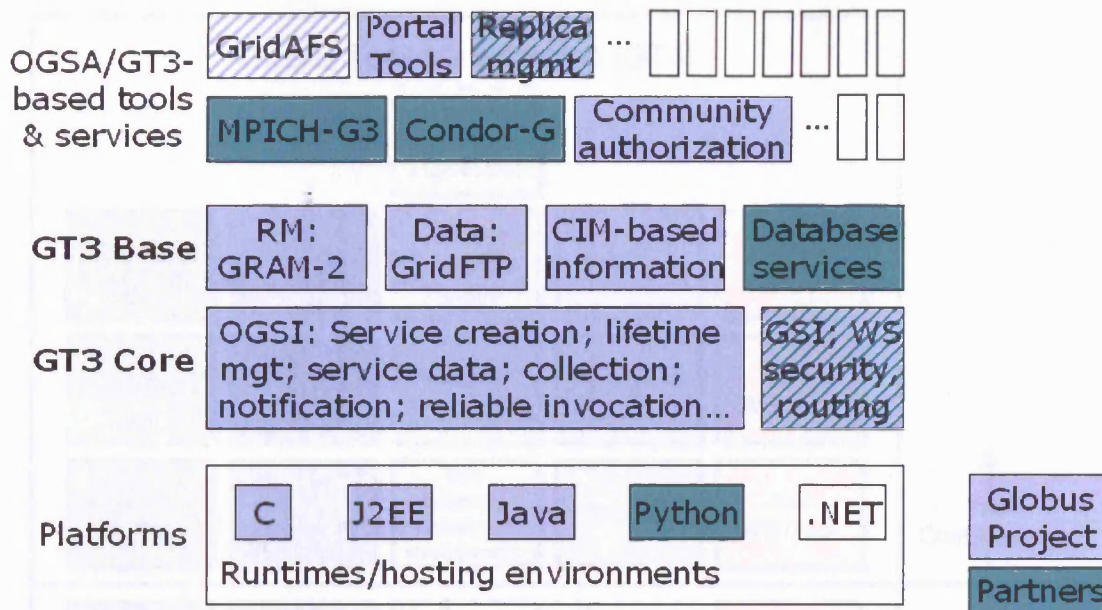 OGSA/GT3-
based tools
& services
GridAFS
Portal
Tools
Replica
mgmt
...
MPICH-G3
Condor-G
Community
authorization
...
GT3 Base
RM:
GRAM-2
Data:
GridFTP
CIM-based
information
Database
services
GT3 Core
OGSI: Service creation; lifetime
mgt; service data; collection;
notification; reliable invocation...
GSI; WS
security,
routing
Platforms
C
J2EE
Java
Python
.NET
Runtimes/hosting environments
Globus
Project
Partners